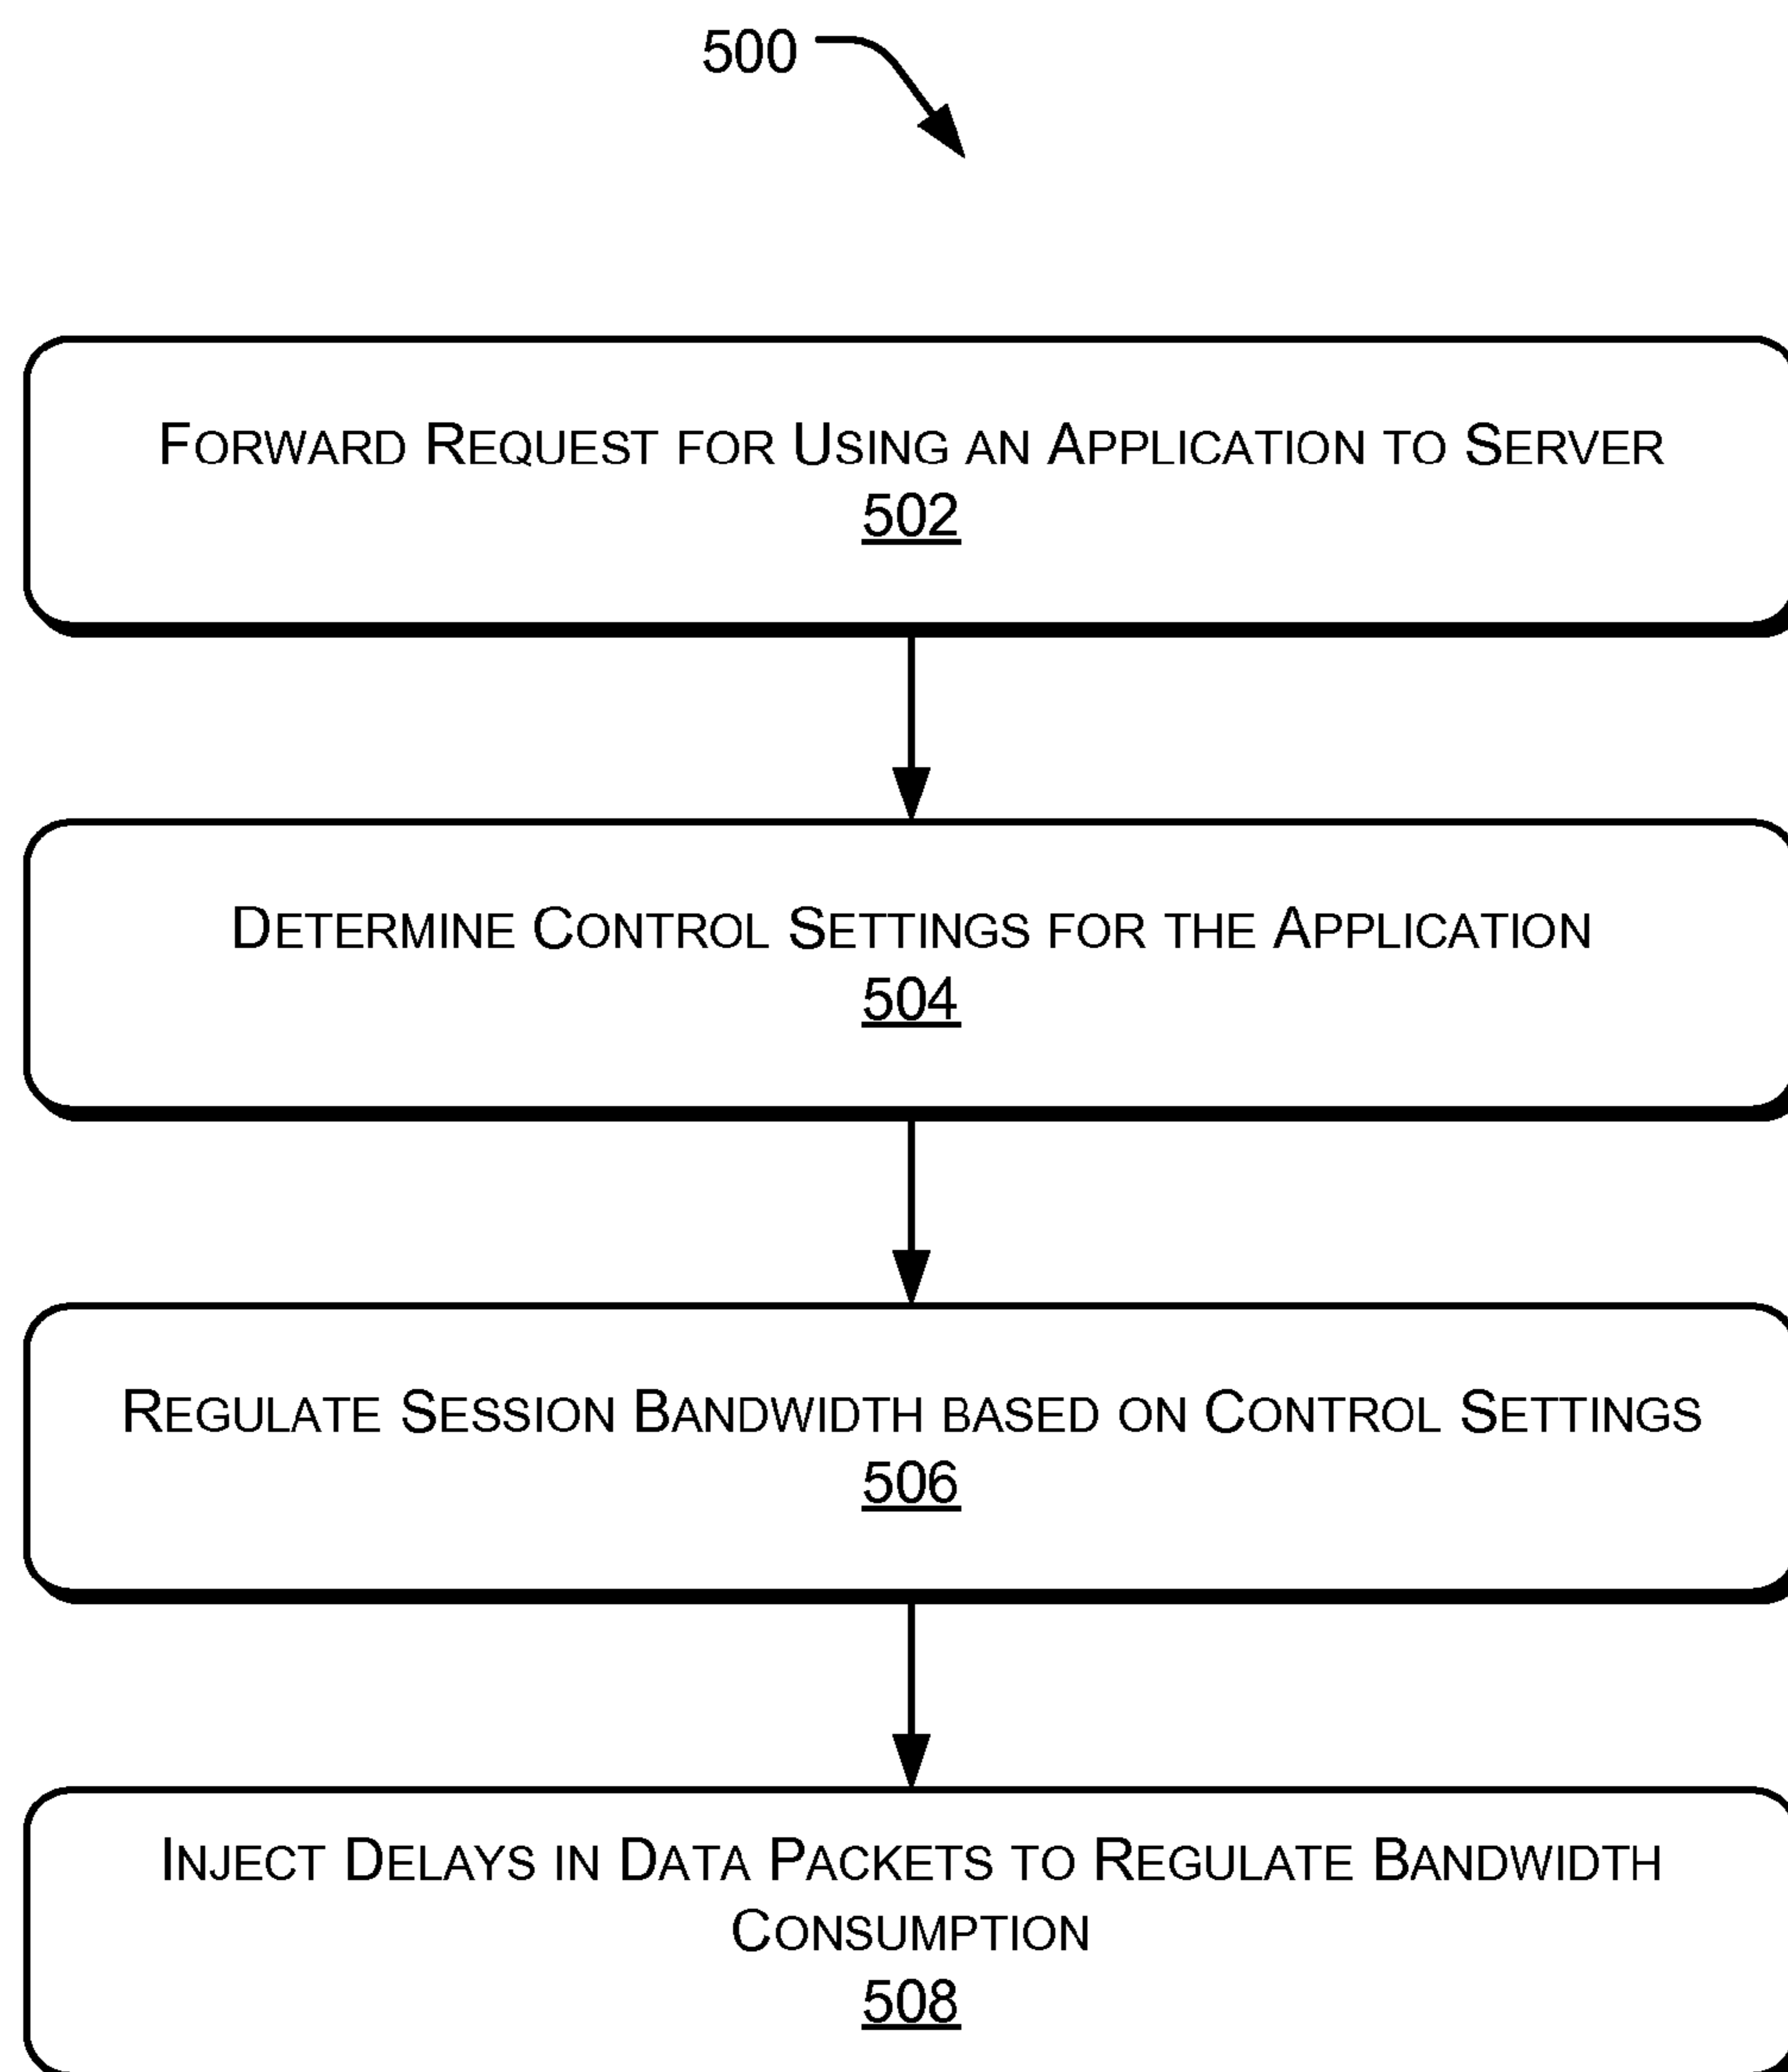 500
Forward Request for Using an Application to Server
502
Determine Control Settings for the Application
504
Regulate Session Bandwidth based on Control Settings
506
Inject Delays in Data Packets to Regulate Bandwidth
Consumption
508